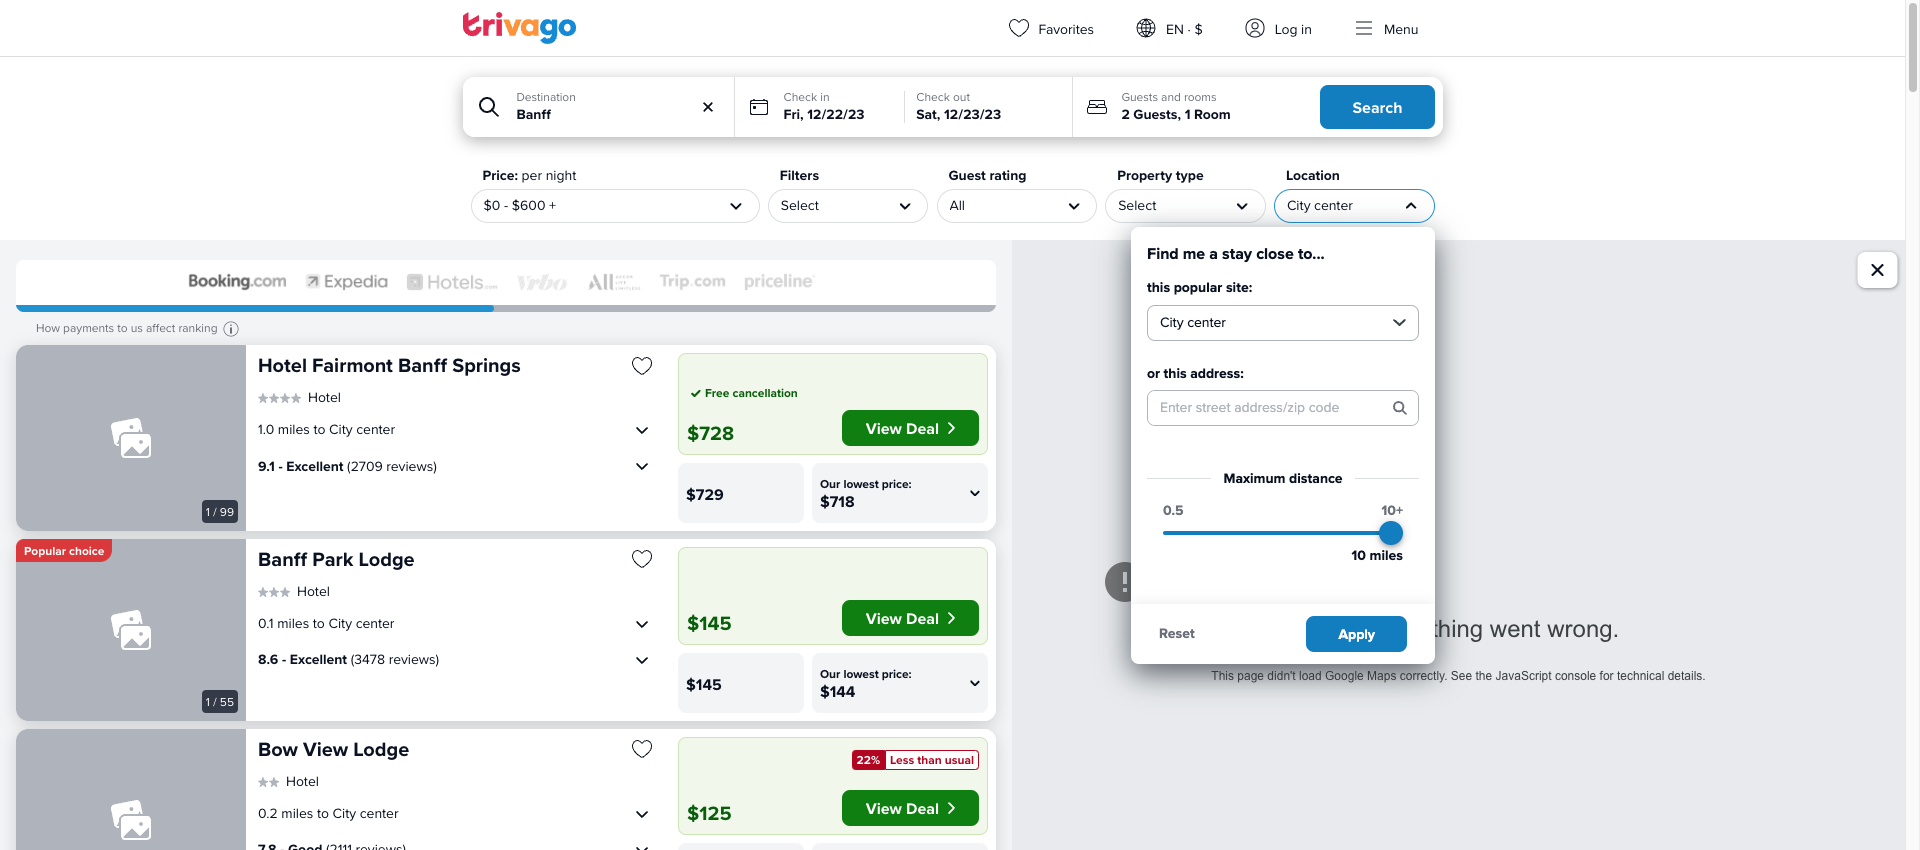 trivago
Favorites
EN · $
Log in
Menu
Destination
Banff
Check in
Fri, 12/22/23
Check out
Sat, 12/23/23
Guests and rooms
2 Guests, 1 Room
Search
Price: per night
$0 - $600 +
Filters
Select
Guest rating
All
Property type
Select
Location
City center
Find me a stay close to...
this popular site:
City center
or this address:
Enter street address/zip code
Maximum distance
0.5
10+
10 miles
Reset
Apply
Booking.com
Expedia
Hotels.com
Vrbo
ALL
Trip.com
priceline
How payments to us affect ranking
Hotel Fairmont Banff Springs
Hotel
1.0 miles to City center
9.1 - Excellent (2709 reviews)
1 / 99
Free cancellation
$728
View Deal
$729
Our lowest price:
$718
Popular choice
Banff Park Lodge
Hotel
0.1 miles to City center
8.6 - Excellent (3478 reviews)
1 / 55
$145
View Deal
$145
Our lowest price:
$144
Bow View Lodge
Hotel
0.2 miles to City center
7.8 - Good (2111 reviews)
22% Less than usual
$125
View Deal
thing went wrong.
This page didn't load Google Maps correctly. See the JavaScript console for technical details.